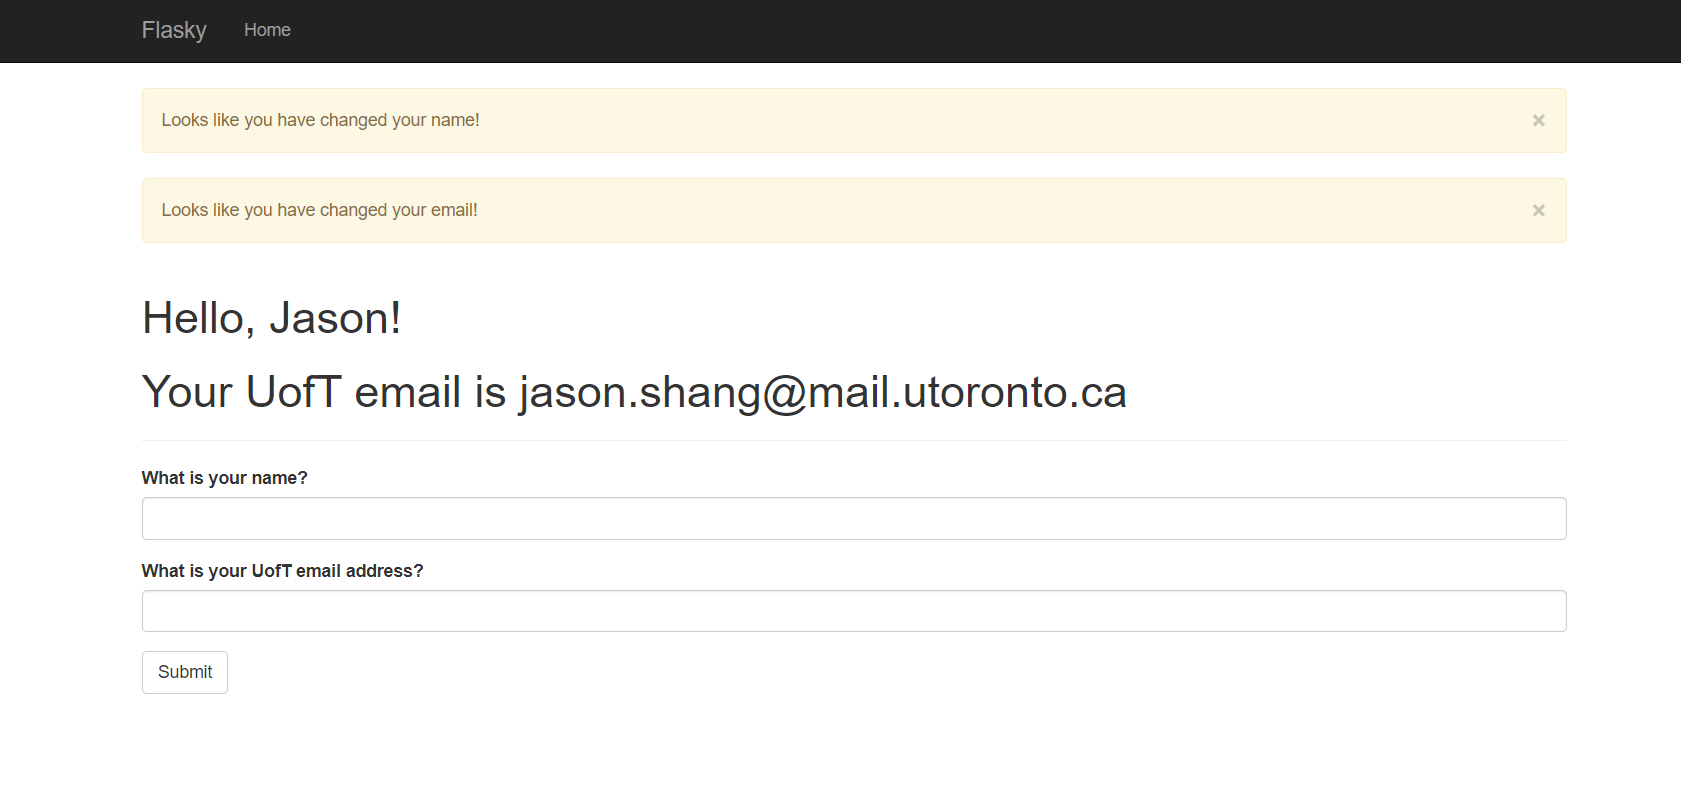 Flasky Home
Looks like you have changed your name! ×
Looks like you have changed your email! ×
Hello, Jason!
Your UofT email is jason.shang@mail.utoronto.ca
What is your name?
What is your UofT email address?
Submit